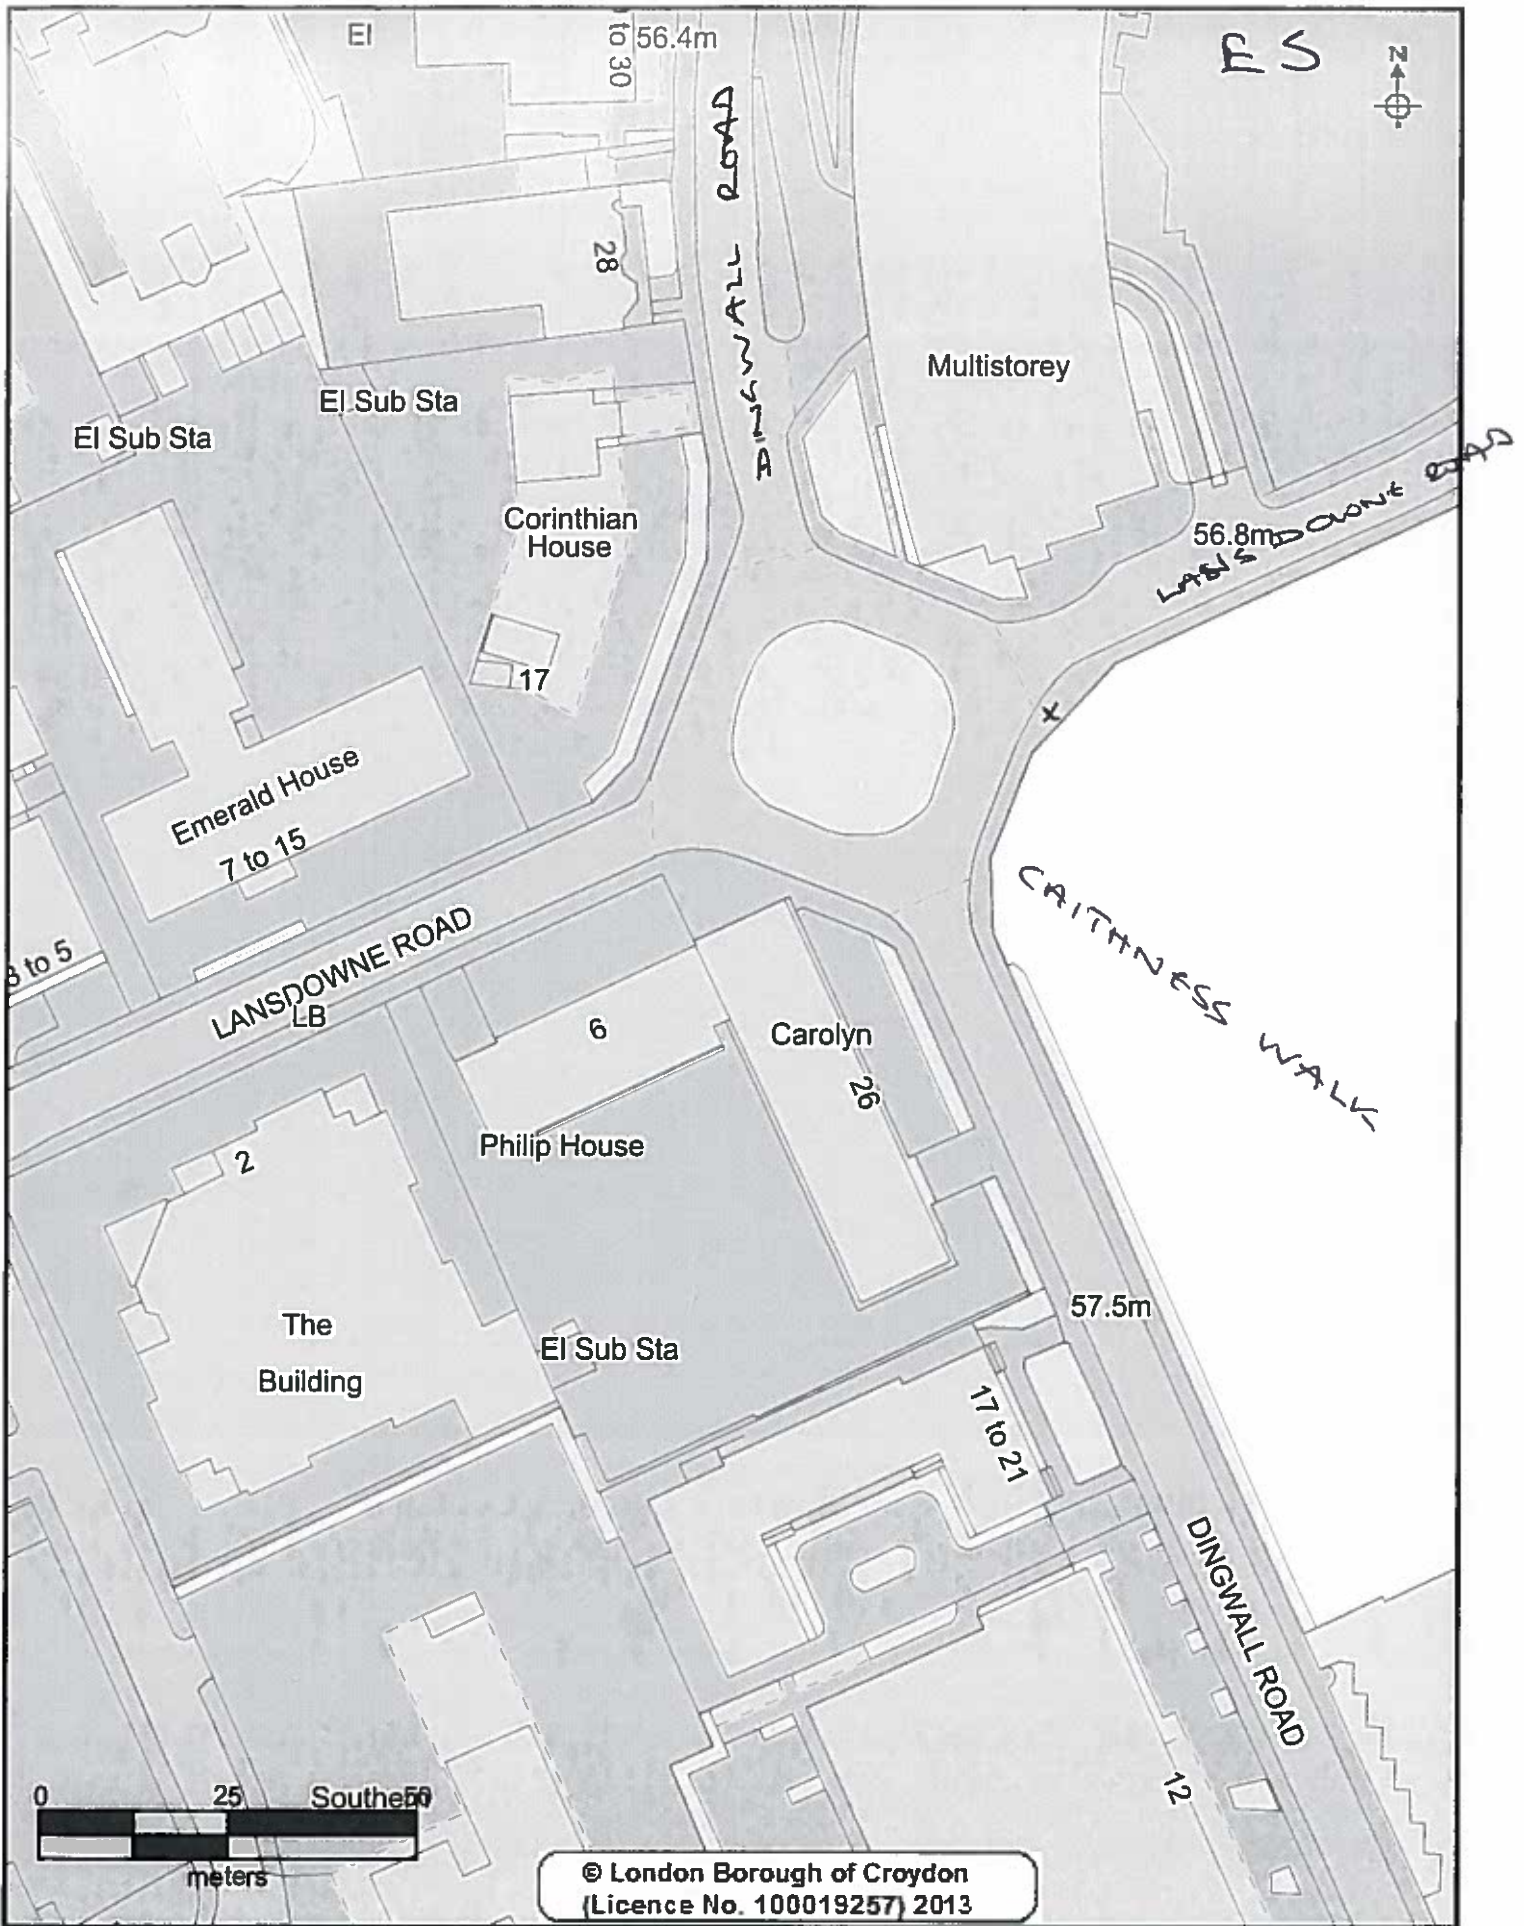 El
to 30
56.4m
ES
N
DINGWALL ROAD
28
Multistorey
El Sub Sta
El Sub Sta
Corinthian
House
56.8m
LANSDOWNE ROAD
17
x
Emerald House
7 to 15
CAITHNESS WALK
LANSDOWNE ROAD
LB
3 to 5
6
Carolyn
26
Philip House
2
57.5m
The
Building
El Sub Sta
17 to 21
DINGWALL ROAD
12
0 25 50
Southern
meters
© London Borough of Croydon
(Licence No. 100019257) 2013